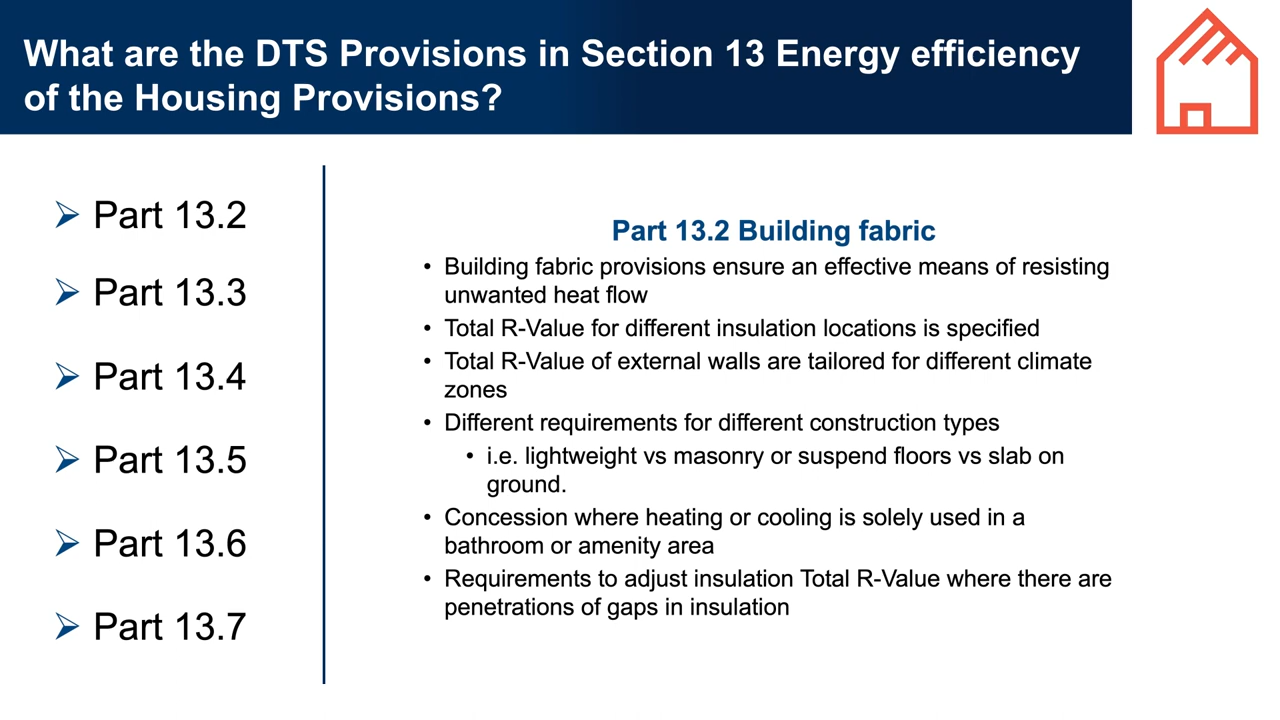 What are the DTS Provisions in Section 13 Energy efficiency
of the Housing Provisions?
➢ Part 13.2
➢ Part 13.3
➢ Part 13.4
➢ Part 13.5
➢ Part 13.6
➢ Part 13.7
Part 13.2 Building fabric
• Building fabric provisions ensure an effective means of resisting
unwanted heat flow
• Total R-Value for different insulation locations is specified
• Total R-Value of external walls are tailored for different climate
zones
• Different requirements for different construction types
• i.e. lightweight vs masonry or suspend floors vs slab on
ground.
• Concession where heating or cooling is solely used in a
bathroom or amenity area
• Requirements to adjust insulation Total R-Value where there are
penetrations of gaps in insulation